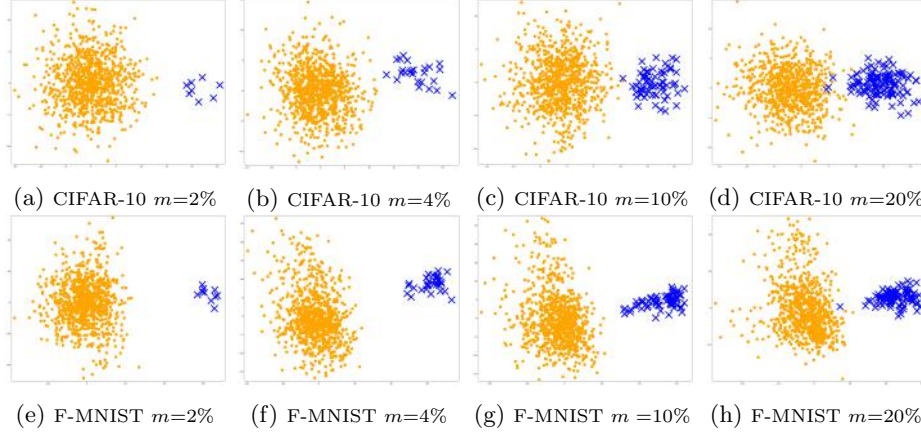 (a) CIFAR-10 m=2% (b) CIFAR-10 m=4% (c) CIFAR-10 m=10% (d) CIFAR-10 m=20%
(e) F-MNIST m=2% (f) F-MNIST m=4% (g) F-MNIST m =10% (h) F-MNIST m=20%